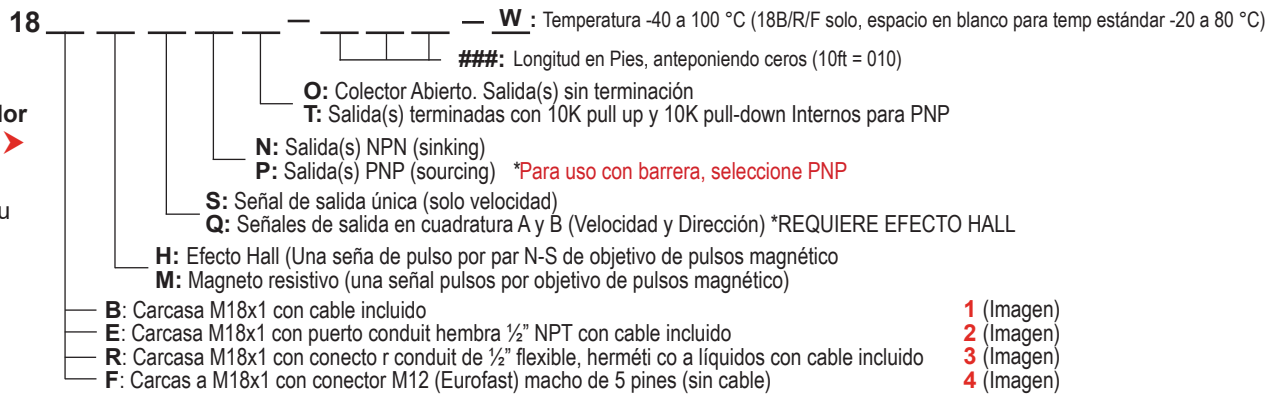 18 __ __ __ __ __ — __ __ __ — W : Temperatura -40 a 100 °C (18B/R/F solo, espacio en blanco para temp estándar -20 a 80 °C)
###: Longitud en Pies, anteponiendo ceros (10ft = 010)
O: Colector Abierto. Salida(s) sin terminación
T: Salida(s) terminadas con 10K pull up y 10K pull-down Internos para PNP
lor
N: Salida(s) NPN (sinking)
P: Salida(s) PNP (sourcing) *Para uso con barrera, seleccione PNP
u
S: Señal de salida única (solo velocidad)
Q: Señales de salida en cuadratura A y B (Velocidad y Dirección) *REQUIERE EFECTO HALL
H: Efecto Hall (Una seña de pulso por par N-S de objetivo de pulsos magnético
M: Magneto resistivo (una señal pulsos por objetivo de pulsos magnético)
B: Carcasa M18x1 con cable incluido 1 (Imagen)
E: Carcasa M18x1 con puerto conduit hembra ½” NPT con cable incluido 2 (Imagen)
R: Carcasa M18x1 con conecto r conduit de ½” flexible, herméti co a líquidos con cable incluido 3 (Imagen)
F: Carcas a M18x1 con conector M12 (Eurofast) macho de 5 pines (sin cable) 4 (Imagen)